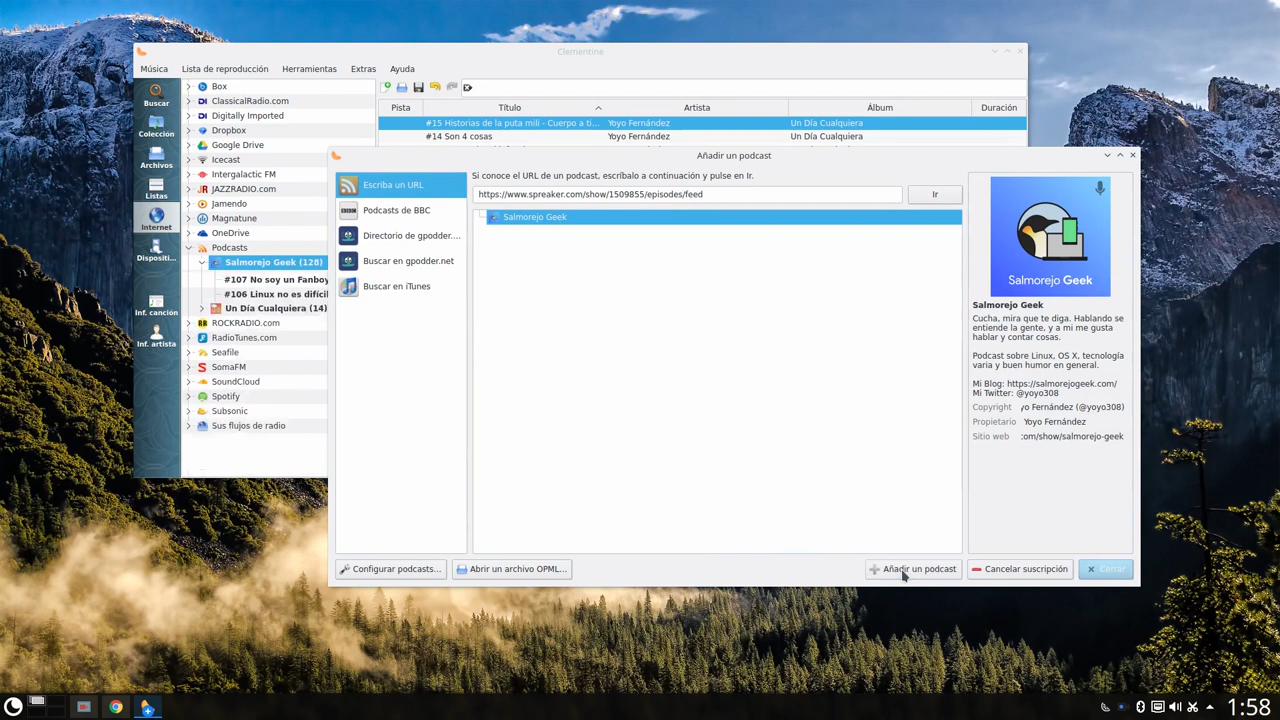 Clementine
Música
Lista de reproducción
Herramientas
Extras
Ayuda
Buscar
Colección
Archivos
Listas
Internet
Dispositi...
Inf. canción
Inf. artista
Box
ClassicalRadio.com
Digitally Imported
Dropbox
Google Drive
Icecast
Intergalactic FM
JAZZRADIO.com
Jamendo
Magnatune
OneDrive
Podcasts
Salmorejo Geek (128)
#107 No soy un Fanboy
#106 Linux no es difícil
Un Día Cualquiera (14)
ROCKRADIO.com
RadioTunes.com
Seafile
SomaFM
SoundCloud
Spotify
Subsonic
Sus flujos de radio
Pista
Título
Artista
Álbum
Duración
#15 Historias de la puta mili - Cuerpo a ti...
Yoyo Fernández
Un Día Cualquiera
#14 Son 4 cosas
Yoyo Fernández
Un Día Cualquiera
Añadir un podcast
Escriba un URL
BBC
Podcasts de BBC
Directorio de gpodder....
Buscar en gpodder.net
Buscar en iTunes
Si conoce el URL de un podcast, escríbalo a continuación y pulse en Ir.
https://www.spreaker.com/show/1509855/episodes/feed
Ir
Salmorejo Geek
Salmorejo Geek
Salmorejo Geek
Cucha, mira que te diga. Hablando se
entiende la gente, y a mi me gusta
hablar y contar cosas.
Podcast sobre Linux, OS X, tecnología
varia y buen humor en general.
Mi Blog: https://salmorejogeek.com/
Mi Twitter: @yoyo308
Copyright yo Fernández (@yoyo308)
Propietario Yoyo Fernández
Sitio web :om/show/salmorejo-geek
Configurar podcasts...
Abrir un archivo OPML...
Añadir un podcast
Cancelar suscripción
Cerrar
1:58